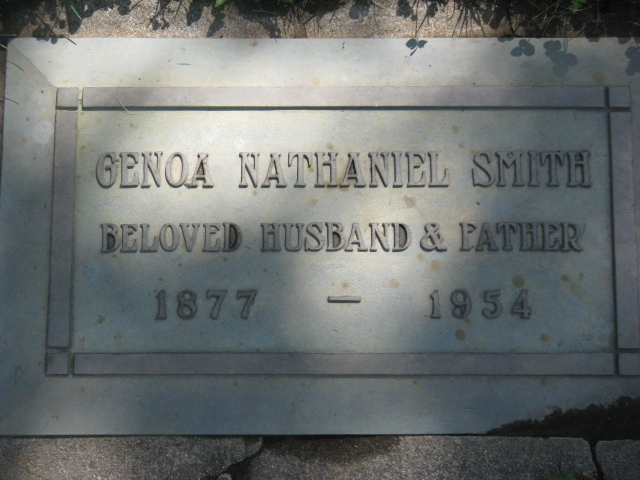 GENOA NATHANIEL SMITH
BELOVED HUSBAND & FATHER
1877 — 1954